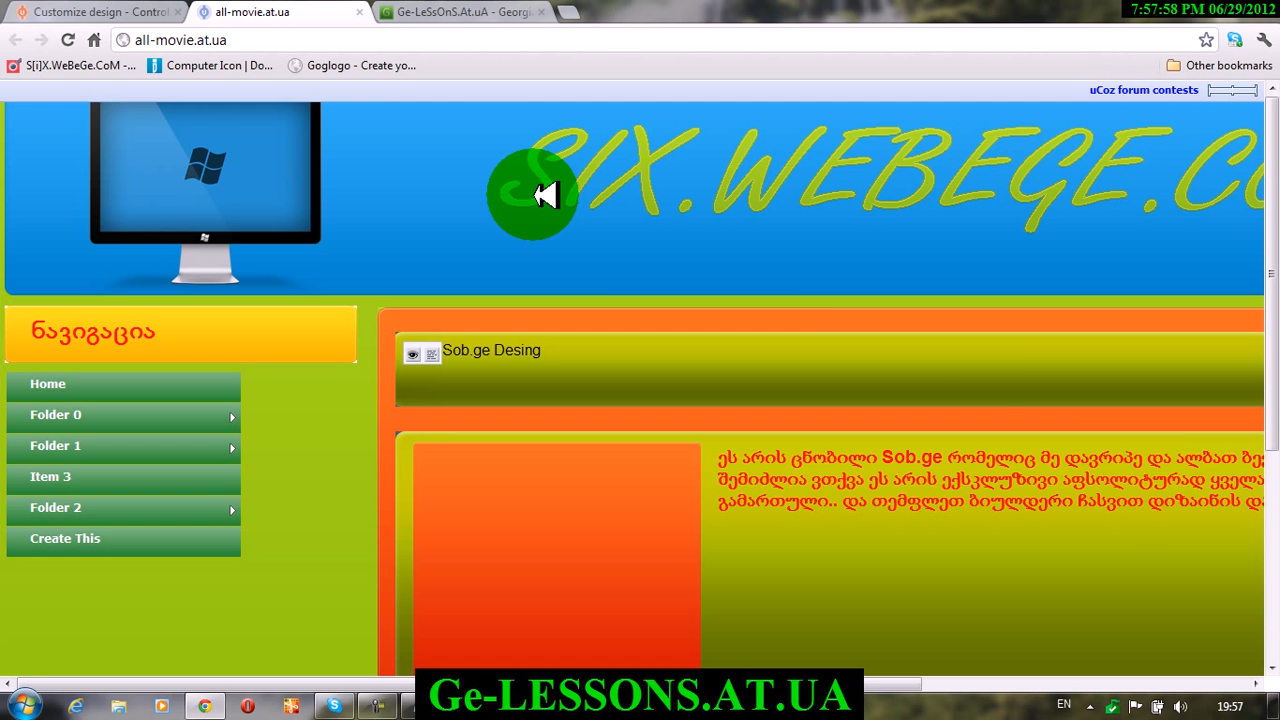 7:57:58 PM 06/29/2012
Customize design - Control
all-movie.at.ua
Ge-LeSsOnS.At.uA - Georgi
all-movie.at.ua
S[i]X.WeBeGe.CoM -...
Computer Icon | Do...
Goglogo - Create yo...
Other bookmarks
uCoz forum contests
SIX.WEBEGE.C
ნავიგაცია
Sob.ge Desing
Home
Folder 0
Folder 1
Item 3
Folder 2
Create This
ეს არის ცნობილი Sob.ge რომელიც მე დავრიპე და ალბათ
შემიძლია ვთქვა ეს არის ექსკლუზივი აფსოლიტურად ყველა
გამართული.. და თემფლეთ ბიულდერი ჩასვით დიზაინის
Ge-LESSONS.AT.UA
EN
19:57